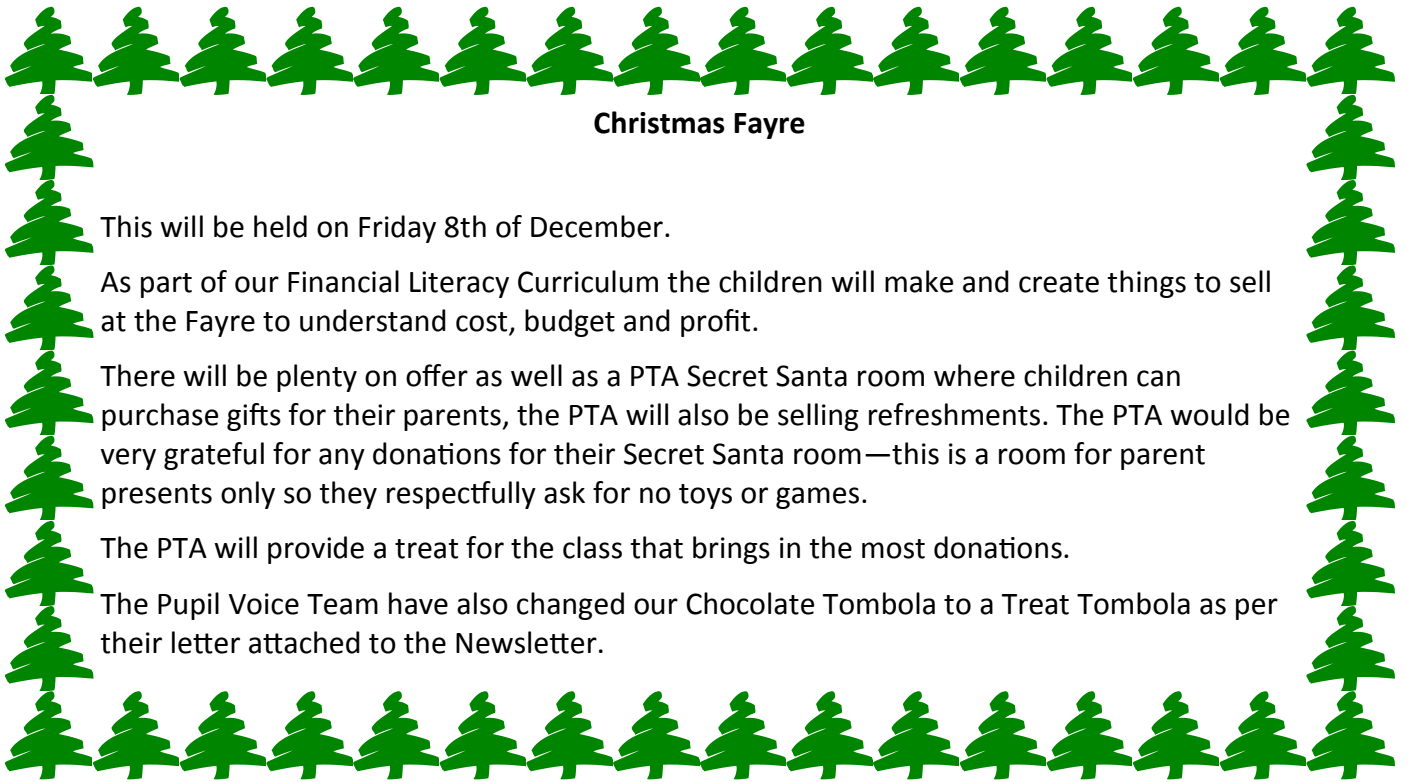 Christmas Fayre
This will be held on Friday 8th of December.
As part of our Financial Literacy Curriculum the children will make and create things to sell
at the Fayre to understand cost, budget and profit.
There will be plenty on offer as well as a PTA Secret Santa room where children can
purchase gifts for their parents, the PTA will also be selling refreshments. The PTA would be
very grateful for any donations for their Secret Santa room—this is a room for parent
presents only so they respectfully ask for no toys or games.
The PTA will provide a treat for the class that brings in the most donations.
The Pupil Voice Team have also changed our Chocolate Tombola to a Treat Tombola as per
their letter attached to the Newsletter.